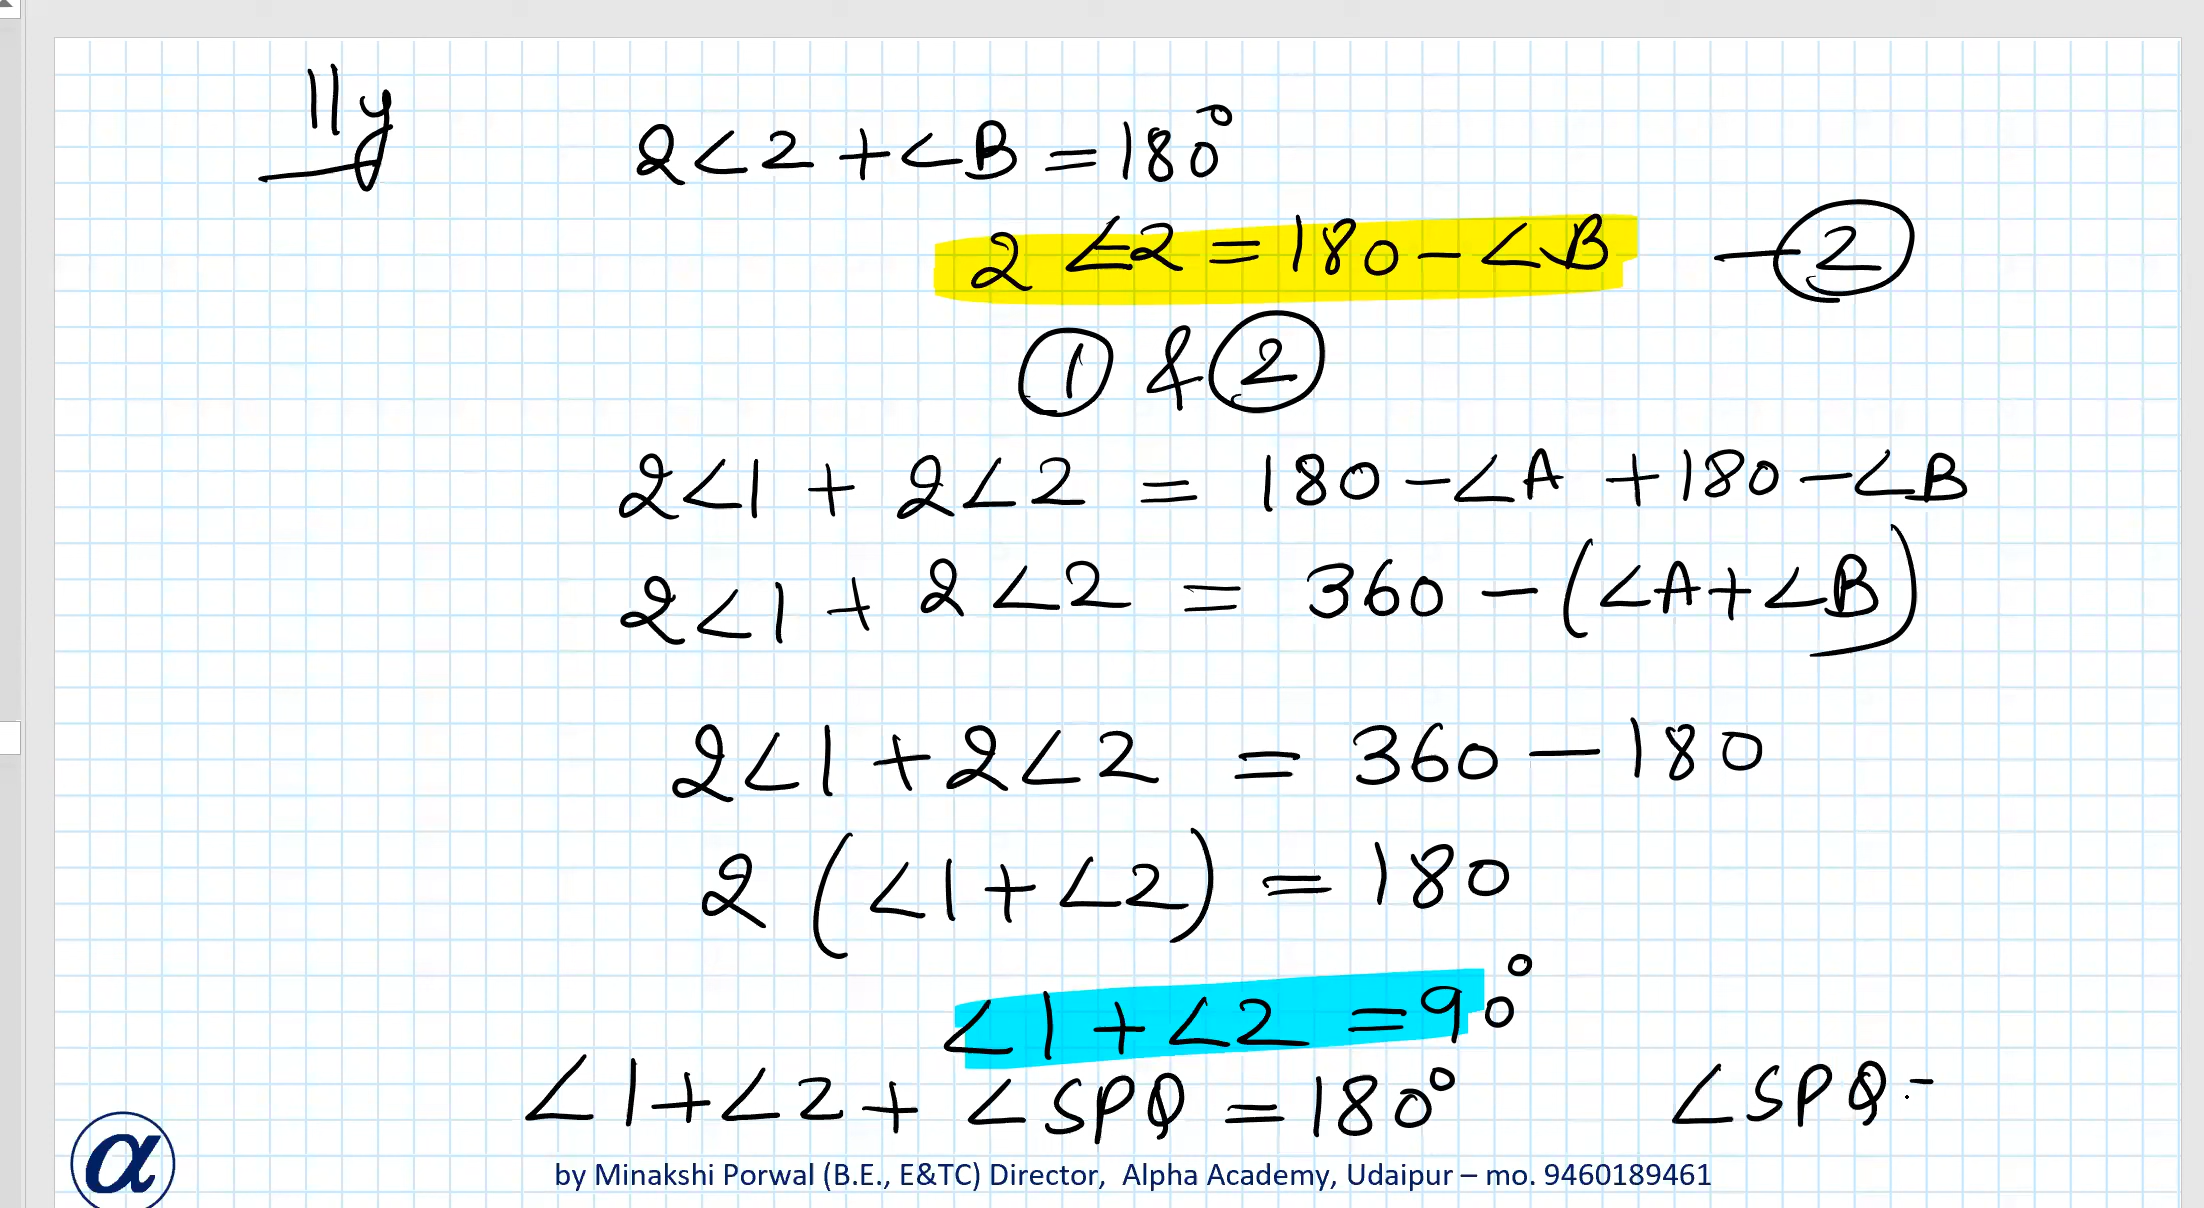 ||ly
2∠2 + ∠B = 180°
2 ∠2 = 180 - ∠B - ②
① & ②
2∠1 + 2∠2 = 180 - ∠A + 180 - ∠B
2∠1 + 2∠2 = 360 - (∠A + ∠B)
2∠1 + 2∠2 = 360 - 180
2 (∠1 + ∠2) = 180
∠1 + ∠2 = 90°
∠1 + ∠2 + ∠SPQ = 180° ∠SPQ =
α
by Minakshi Porwal (B.E., E&TC) Director, Alpha Academy, Udaipur – mo. 9460189461